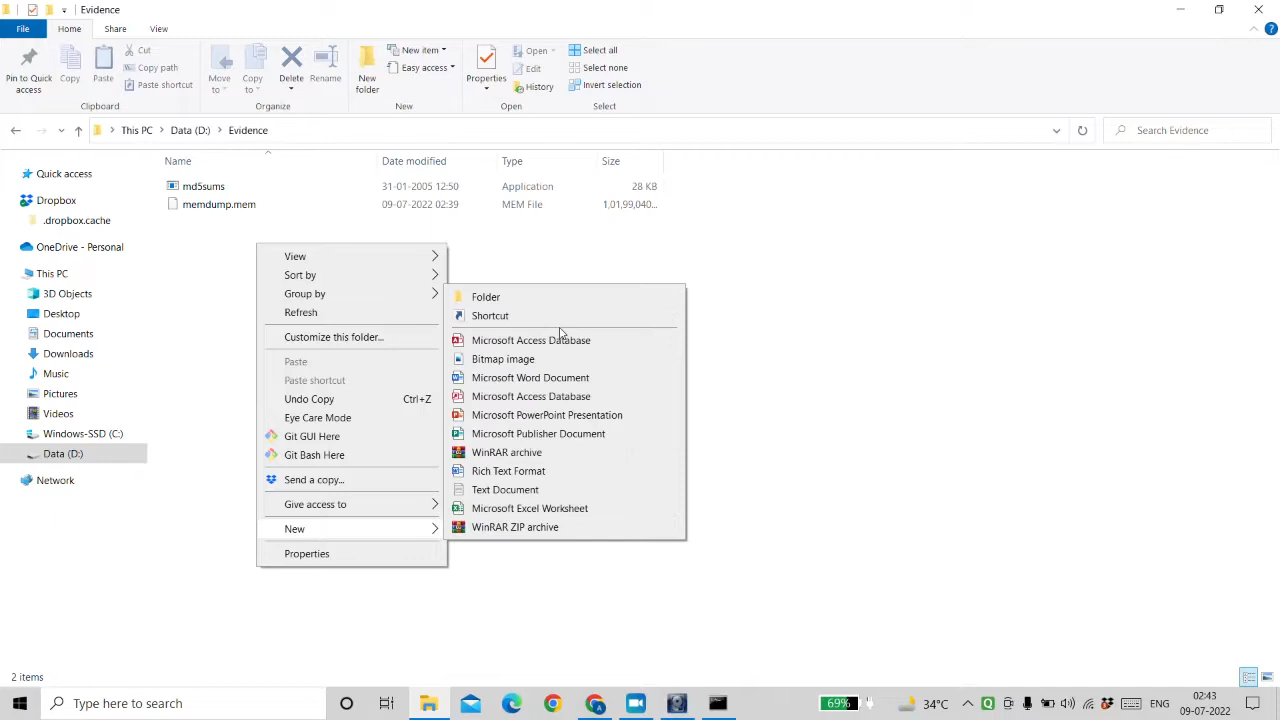 Evidence
File
Home
Share
View
Pin to Quick access
Copy
Paste
Cut
Copy path
Paste shortcut
Clipboard
Move to
Copy to
Delete
Rename
Organize
New folder
New item
Easy access
New
Properties
Open
Edit
History
Open
Select all
Select none
Invert selection
Select
This PC > Data (D:) > Evidence
Search Evidence
Name Date modified Type Size
md5sums 31-01-2005 12:50 Application 28 KB
memdump.mem 09-07-2022 02:39 MEM File 1,01,99,040...
Quick access
Dropbox
.dropbox.cache
OneDrive - Personal
This PC
3D Objects
Desktop
Documents
Downloads
Music
Pictures
Videos
Windows-SSD (C:)
Data (D:)
Network
View
Sort by
Group by
Refresh
Customize this folder...
Paste
Paste shortcut
Undo Copy Ctrl+Z
Eye Care Mode
Git GUI Here
Git Bash Here
Send a copy...
Give access to
New
Properties
Folder
Shortcut
Microsoft Access Database
Bitmap image
Microsoft Word Document
Microsoft Access Database
Microsoft PowerPoint Presentation
Microsoft Publisher Document
WinRAR archive
Rich Text Format
Text Document
Microsoft Excel Worksheet
WinRAR ZIP archive
2 items
Type here to search
69%
34°C
ENG
02:43
09-07-2022